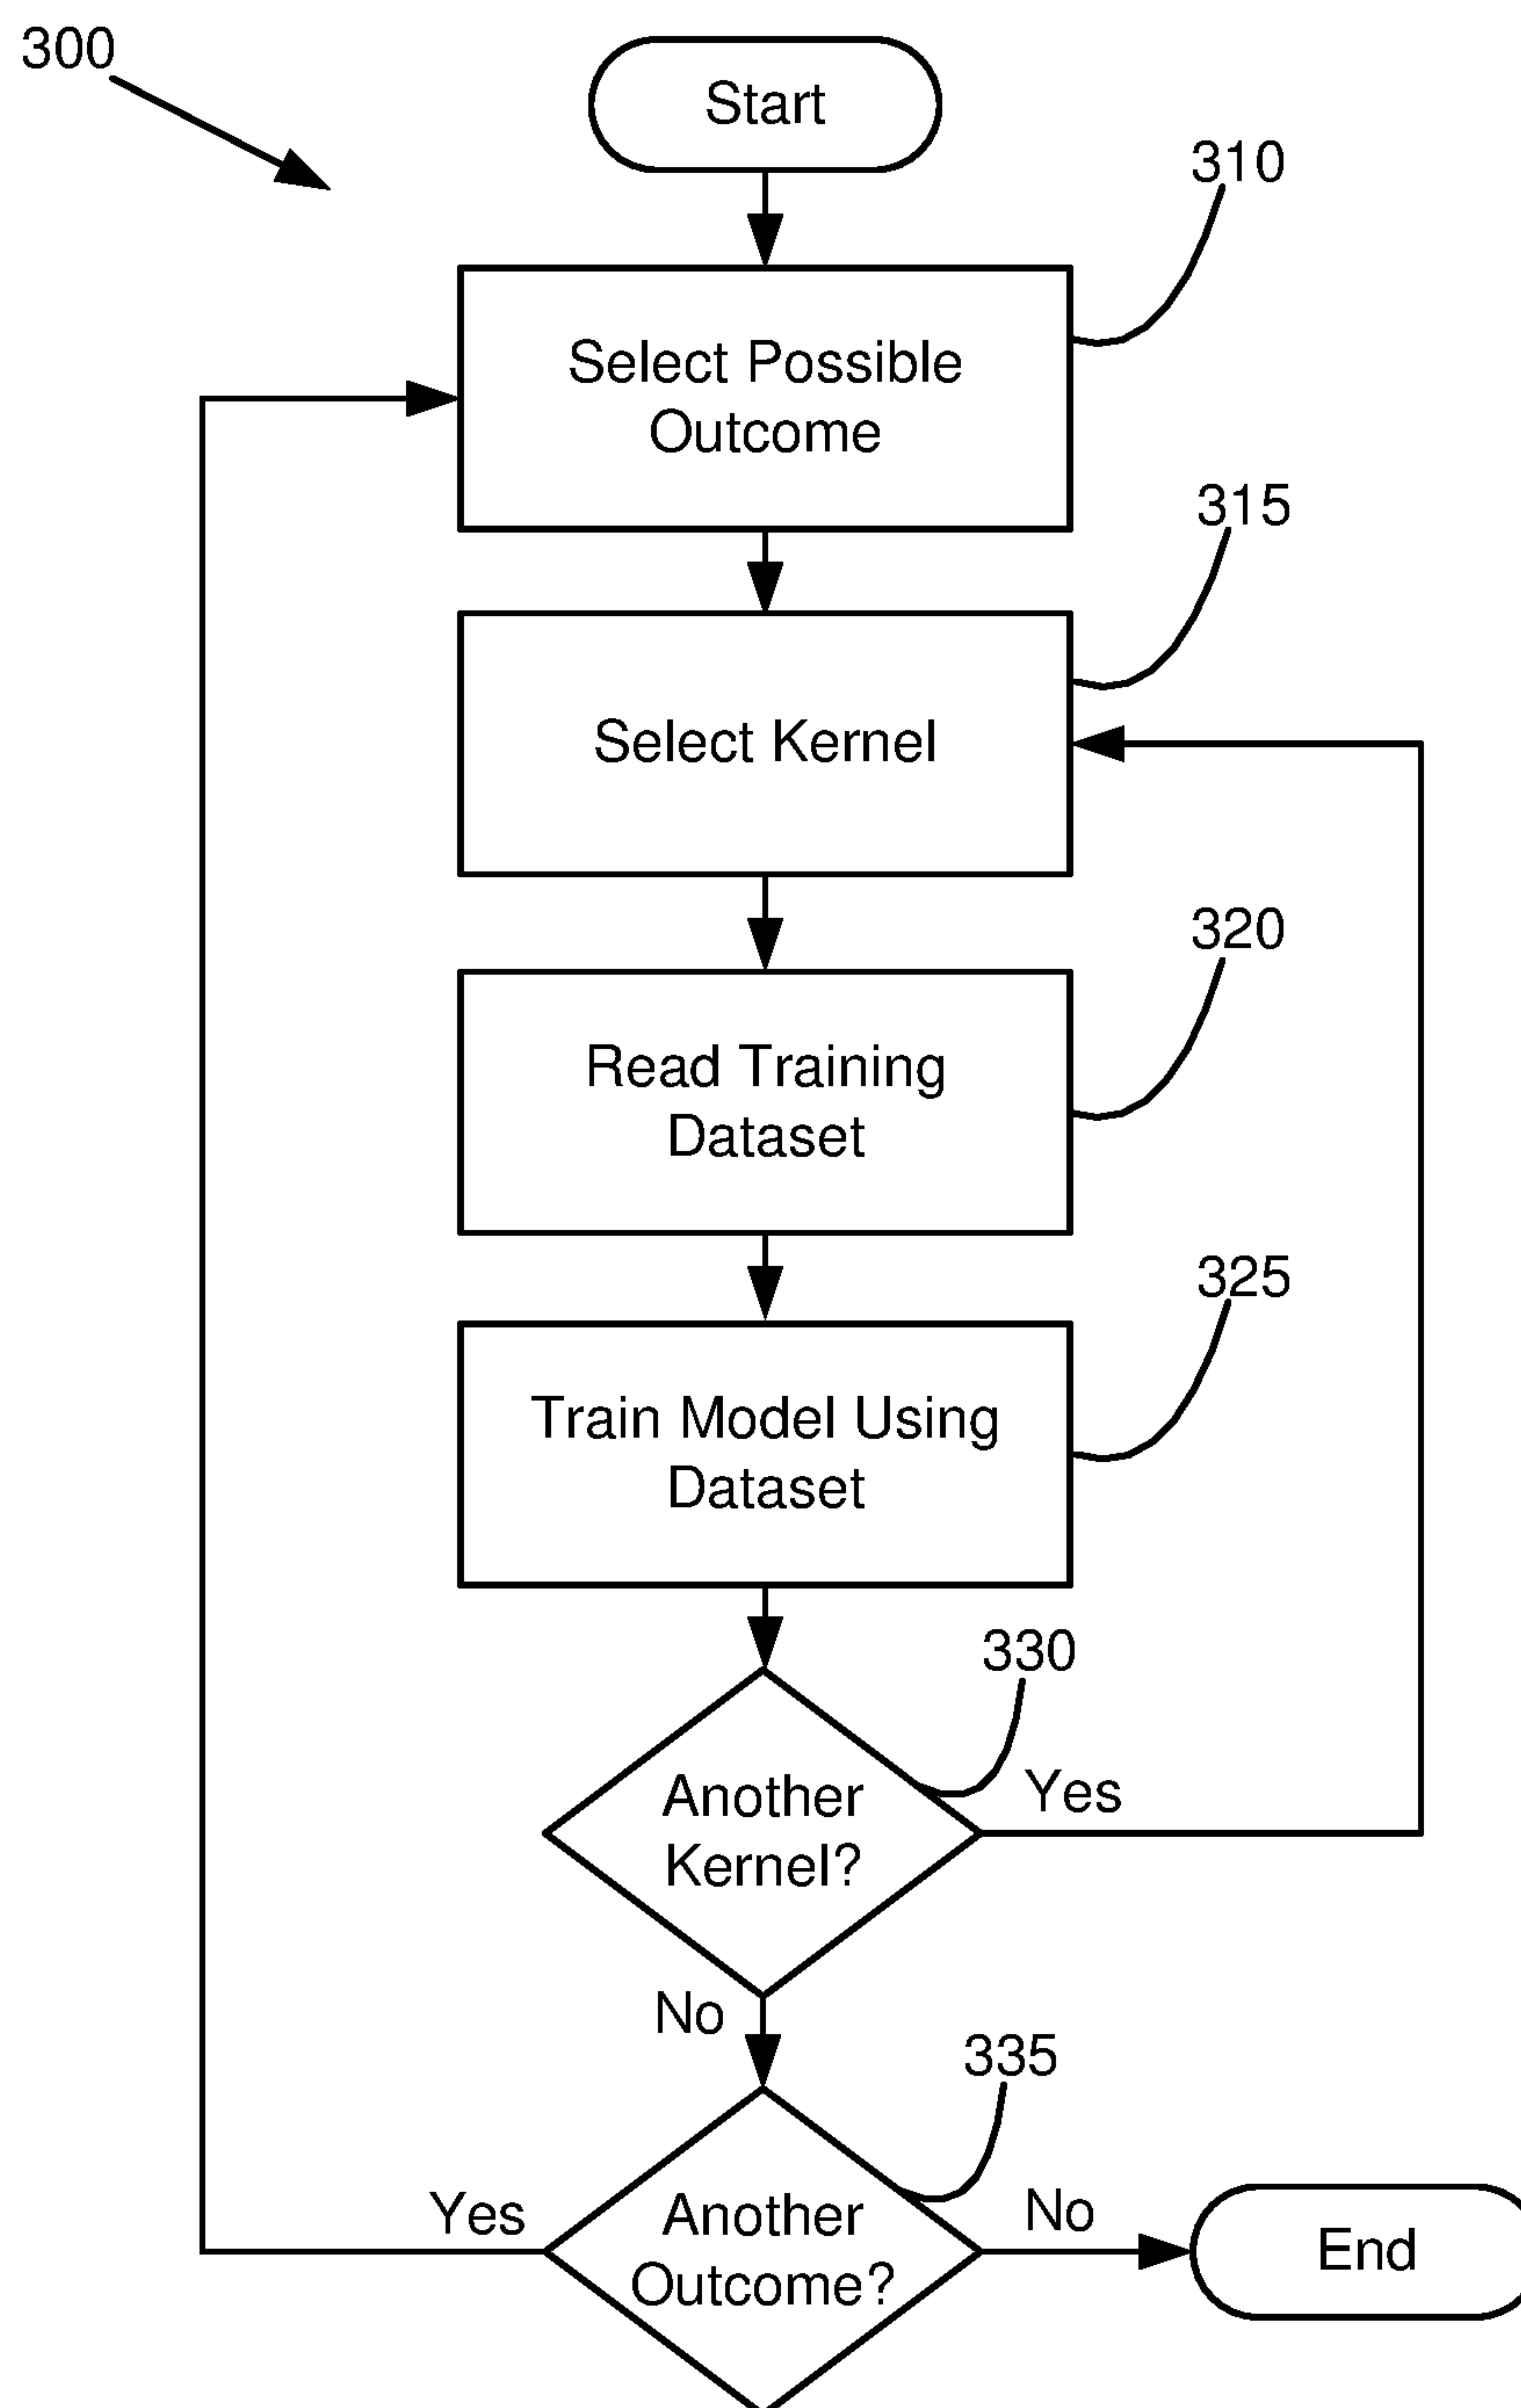 300
Start
310
Select Possible
Outcome
315
Select Kernel
320
Read Training
Dataset
325
Train Model Using
Dataset
330
Another
Kernel?
Yes
No
335
Yes
Another
Outcome?
No
End